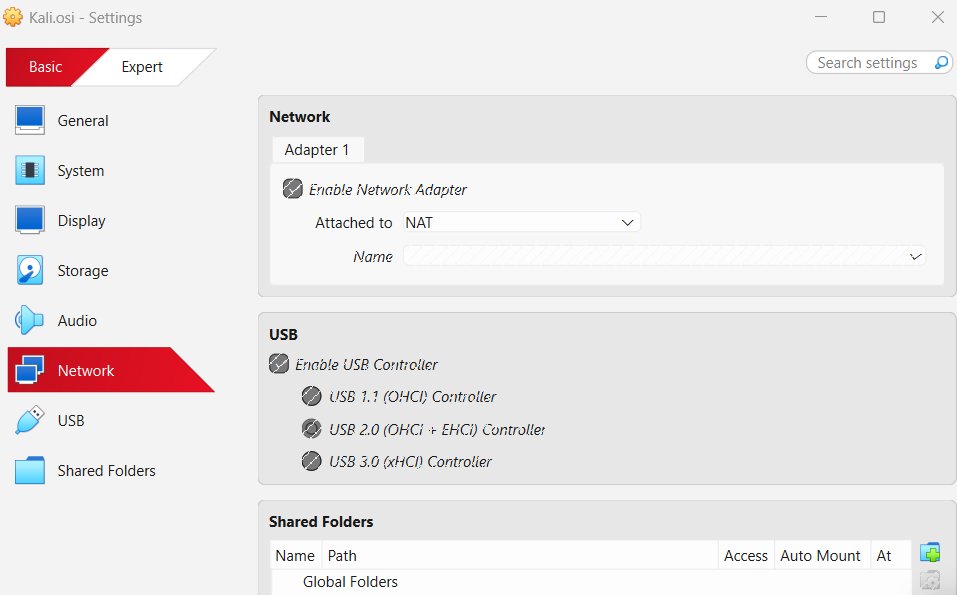 Kali.osi - Settings
Basic
Expert
Search settings
General
System
Display
Storage
Audio
Network
USB
Shared Folders
Network
Adapter 1
Enable Network Adapter
Attached to NAT
Name
USB
Enable USB Controller
USB 1.1 (OHCI) Controller
USB 2.0 (OHCI + EHCI) Controller
USB 3.0 (xHCI) Controller
Shared Folders
Name Path Access Auto Mount At
Global Folders